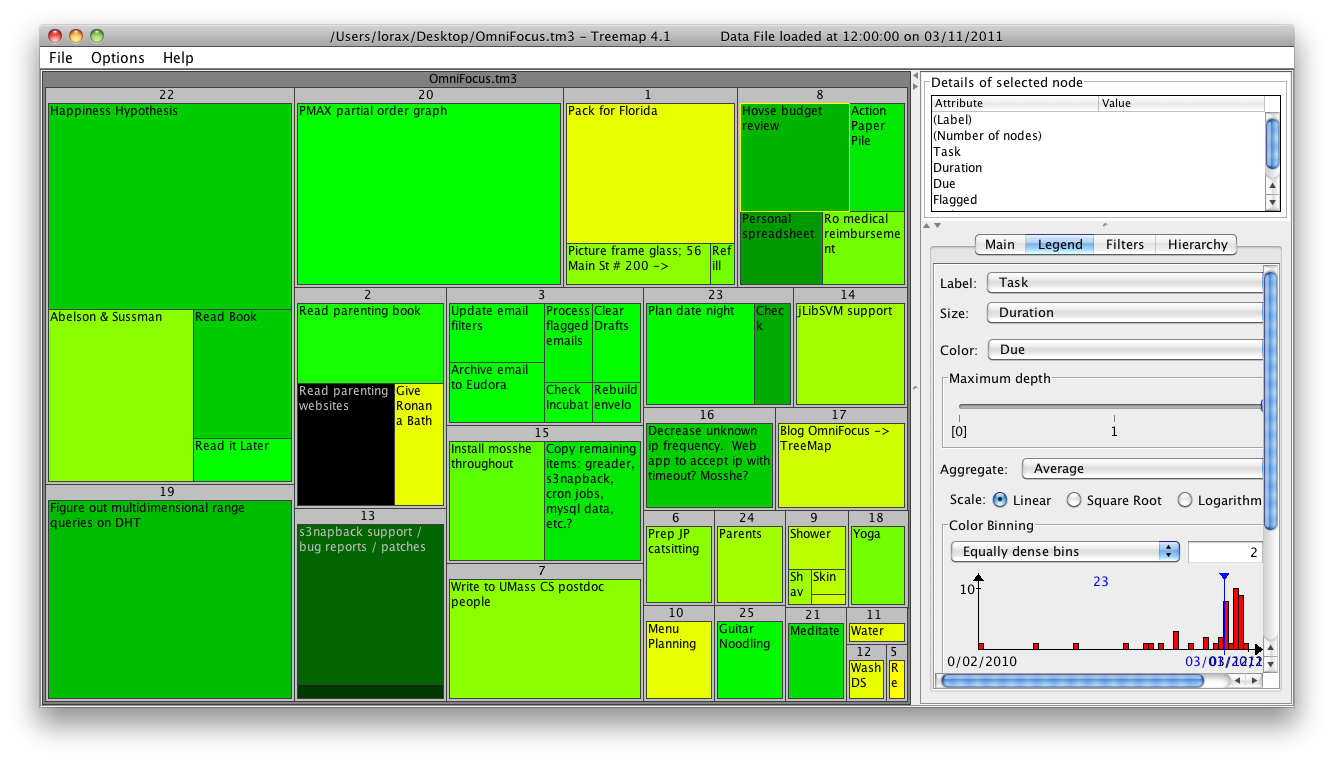 /Users/lorax/Desktop/OmniFocus.tm3 – Treemap 4.1 Data File loaded at 12:00:00 on 03/11/2011
File Options Help
OmniFocus.tm3
22
Happiness Hypothesis
Abelson & Sussman
Read Book
Read it Later
19
Figure out multidimensional range
queries on DHT
20
PMAX partial order graph
1
Pack for Florida
Picture frame glass; 56
Main St # 200 ->
Ref
ill
8
Hovse budget
review
Action
Paper
Pile
Personal
spreadsheet
Ro medical
reimburseme
nt
2
Read parenting book
Read parenting
websites
Give
Ronan
a Bath
13
s3napback support /
bug reports / patches
3
Update email
filters
Archive email
to Eudora
Process
flagged
emails
Clear
Drafts
Check
Incubat
Rebuild
envelo
15
Install mosshe
throughout
Copy remaining
items: greader,
s3napback,
cron jobs,
mysql data,
etc.?
7
Write to UMass CS postdoc
people
23
Plan date night
Chec
k
14
jLibSVM support
16
Decrease unknown
ip frequency. Web
app to accept ip with
timeout? Mosshe?
17
Blog OmniFocus ->
TreeMap
6
Prep JP
catsitting
24
Parents
9
Shower
Sh
av
Skin
18
Yoga
10
Menu
Planning
25
Guitar
Noodling
21
Meditate
11
Water
12
Wash
DS
5
R
e
Details of selected node
Attribute Value
(Label)
(Number of nodes)
Task
Duration
Due
Flagged
Main Legend Filters Hierarchy
Label: Task
Size: Duration
Color: Due
Maximum depth
[0] 1
Aggregate: Average
Scale: Linear Square Root Logarithm
Color Binning
Equally dense bins 2
23
10
0/02/2010